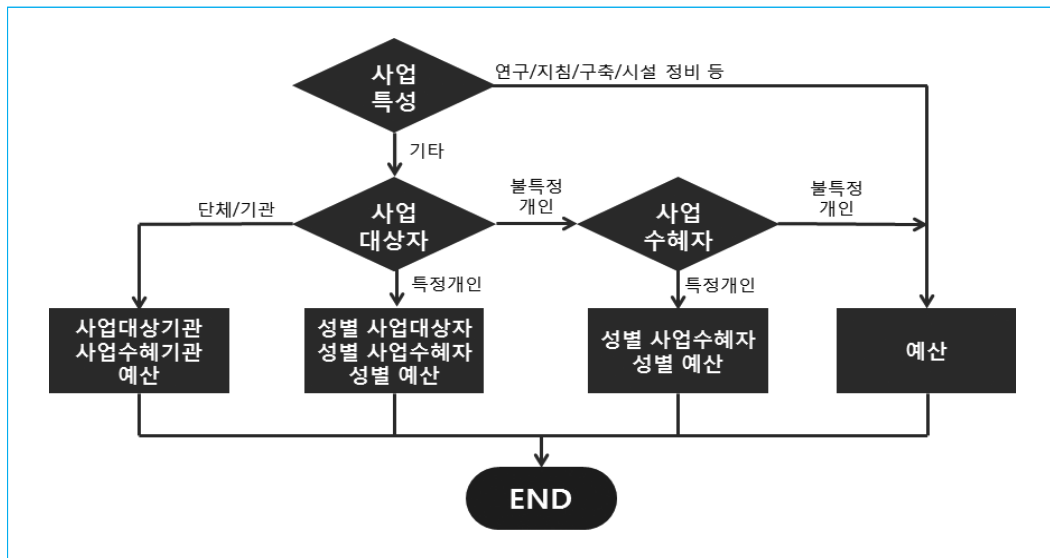 사업
특성
연구/지침/구축/시설 정비 등
기타
단체/기관
사업
대상자
불특정
개인
사업
수혜자
불특정
개인
특정개인
특정개인
사업대상기관
사업수혜기관
예산
성별 사업대상자
성별 사업수혜자
성별 예산
성별 사업수혜자
성별 예산
예산
END